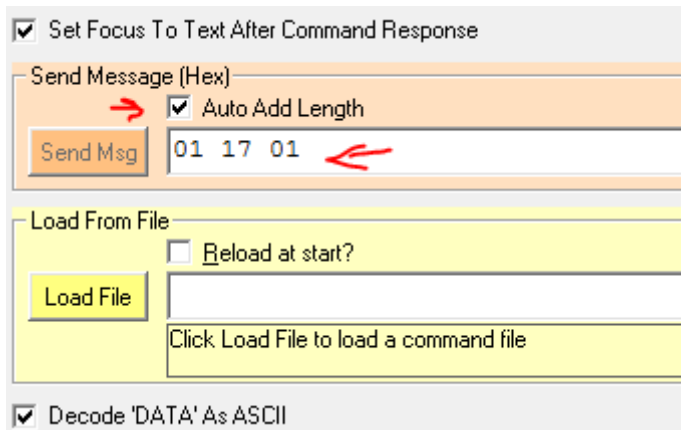 Set Focus To Text After Command Response
Send Message (Hex)
Auto Add Length
Send Msg
01 17 01
Load From File
Reload at start?
Load File
Click Load File to load a command file
Decode 'DATA' As ASCII